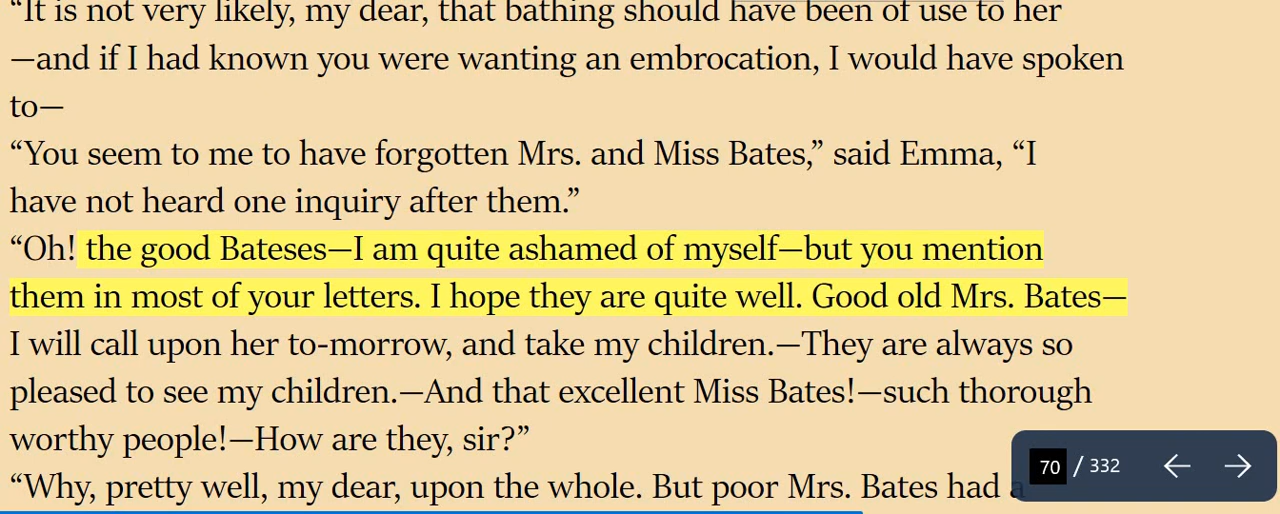 “It is not very likely, my dear, that bathing should have been of use to her
—and if I had known you were wanting an embrocation, I would have spoken
to—
“You seem to me to have forgotten Mrs. and Miss Bates,” said Emma, “I
have not heard one inquiry after them.”
“Oh! the good Bateses—I am quite ashamed of myself—but you mention
them in most of your letters. I hope they are quite well. Good old Mrs. Bates—
I will call upon her to-morrow, and take my children.—They are always so
pleased to see my children.—And that excellent Miss Bates!—such thorough
worthy people!—How are they, sir?”
“Why, pretty well, my dear, upon the whole. But poor Mrs. Bates had a
70 / 332